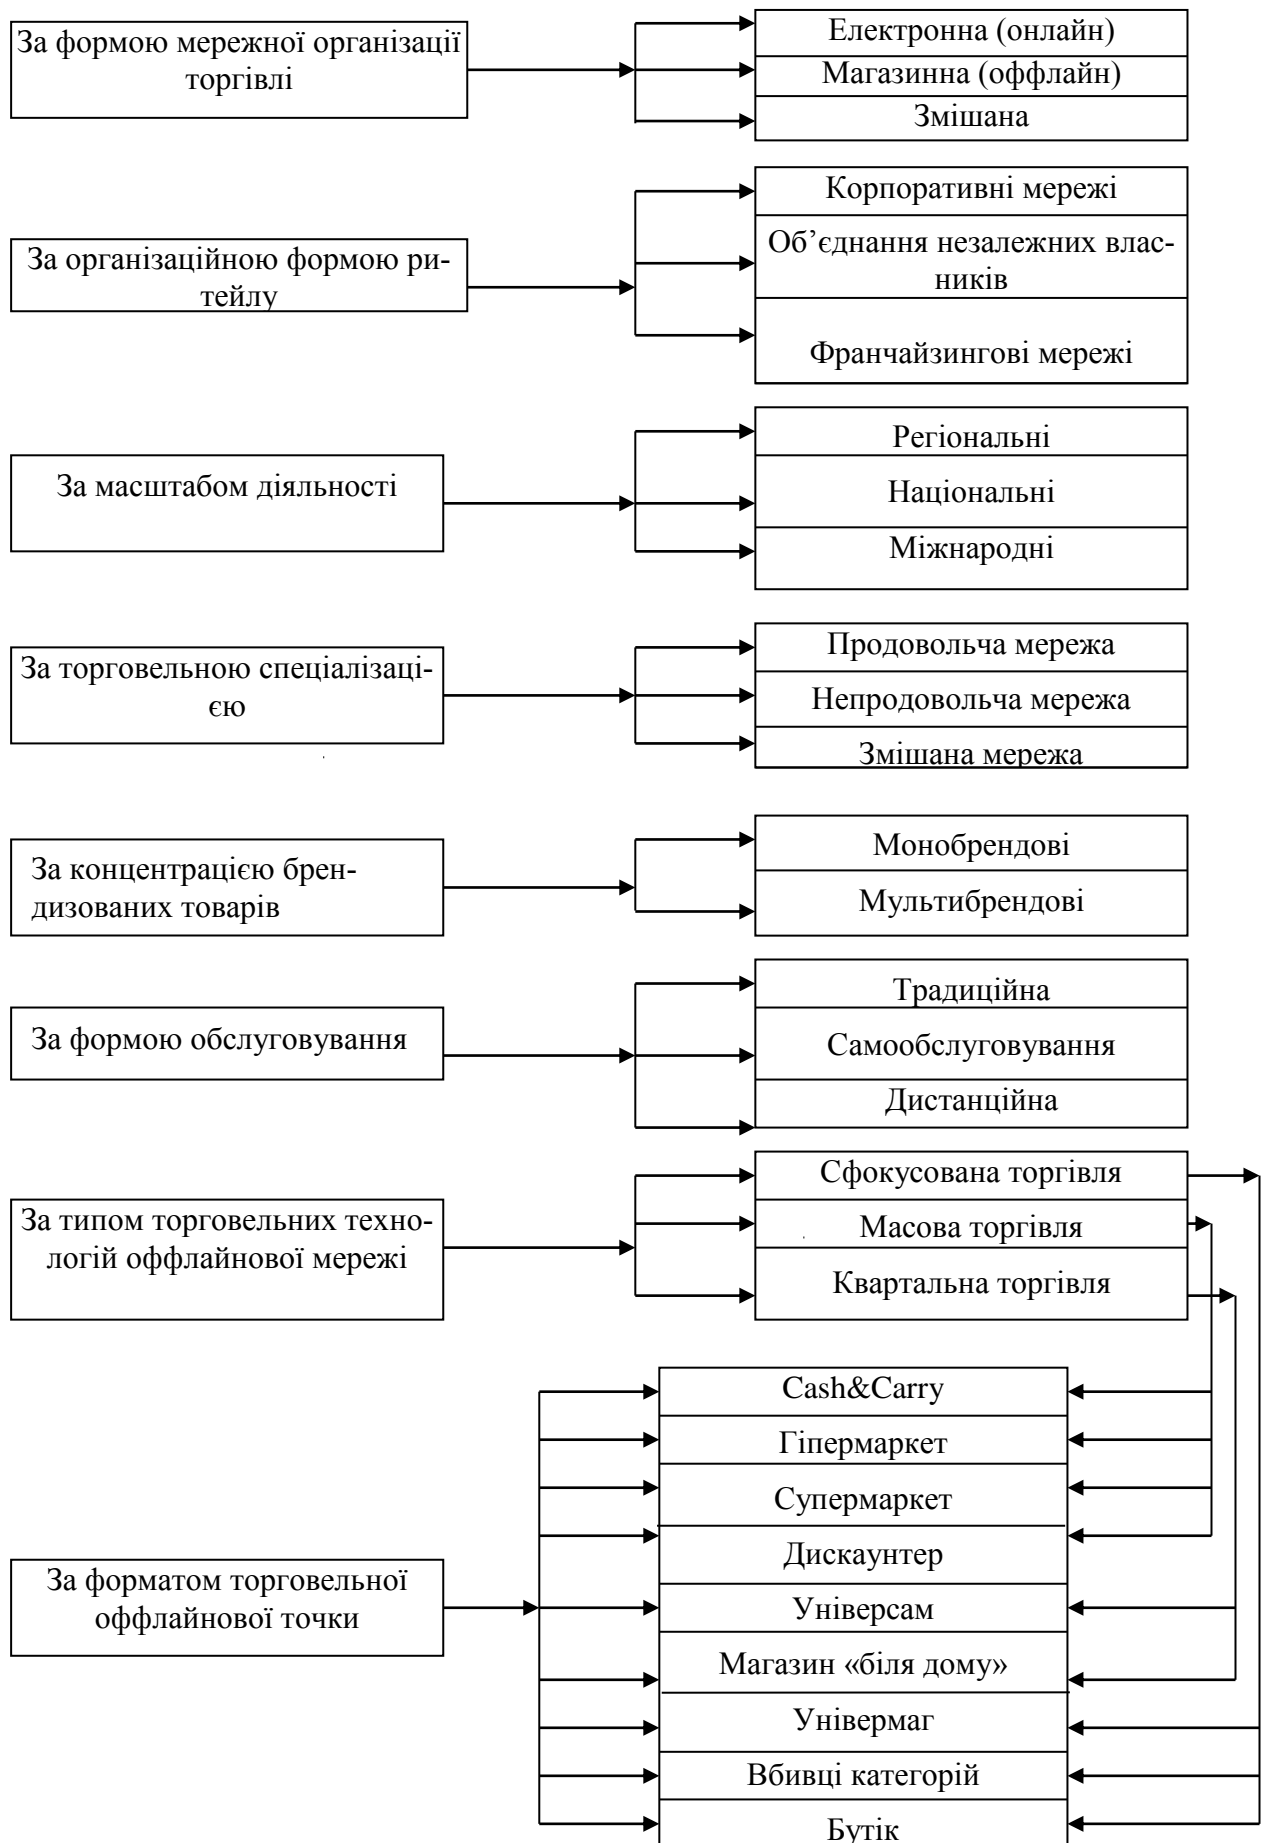 За формою мережної організації
торгівлі
Електронна (онлайн)
Магазинна (оффлайн)
Змішана
За організаційною формою ри-
тейлу
Корпоративні мережі
Об’єднання незалежних влас-
ників
Франчайзингові мережі
За масштабом діяльності
Регіональні
Національні
Міжнародні
За торговельною спеціалізаці-
єю
Продовольча мережа
Непродовольча мережа
Змішана мережа
За концентрацією брен-
дизованих товарів
Монобрендові
Мультибрендові
За формою обслуговування
Традиційна
Самообслуговування
Дистанційна
За типом торговельних техно-
логій оффлайнової мережі
Сфокусована торгівля
Масова торгівля
Квартальна торгівля
За форматом торговельної
оффлайнової точки
Cash&Carry
Гіпермаркет
Супермаркет
Дискаунтер
Універсам
Магазин «біля дому»
Універмаг
Вбивці категорій
Бутік